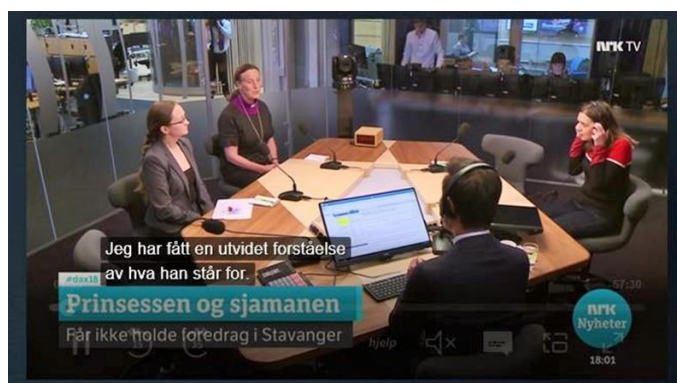 NRK TV
Jeg har fått en utvidet forståelse
av hva han står for.
#dax18
57:30
Prinsessen og sjamanen
Får ikke holde foredrag i Stavanger
NRK
Nyheter
hjelp
18:01